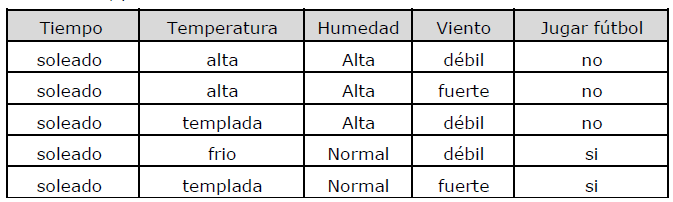 Tiempo Temperatura Humedad Viento Jugar fútbol
soleado alta Alta débil no
soleado alta Alta fuerte no
soleado templada Alta débil no
soleado frio Normal débil si
soleado templada Normal fuerte si